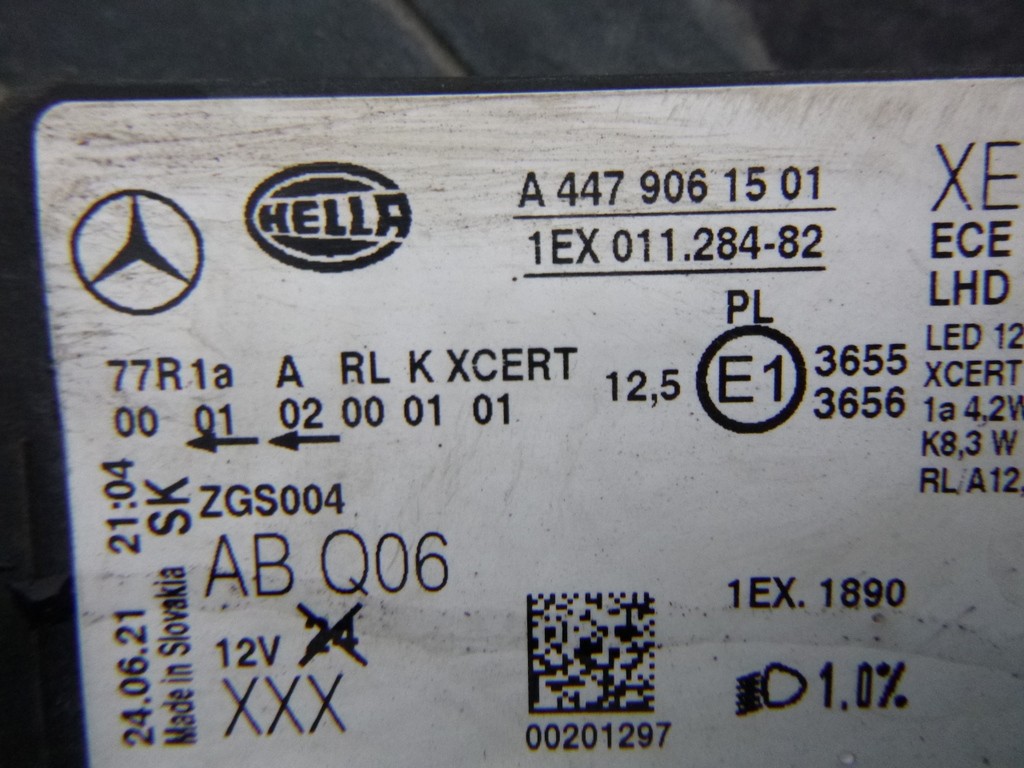 HELLA
A 447 906 15 01
1EX 011.284-82
XE
ECE
LHD
PL
E1
3655
3656
12,5
77R 1a A RL K XCERT
00 01 02 00 01 01
LED 12
XCERT
1a 4,2W
K8,3 W
RL/A12,
24.06.21 21:04
Made in Slovakia SK
ZGS004
AB Q06
12V
XXX
00201297
1EX. 1890
1.0%